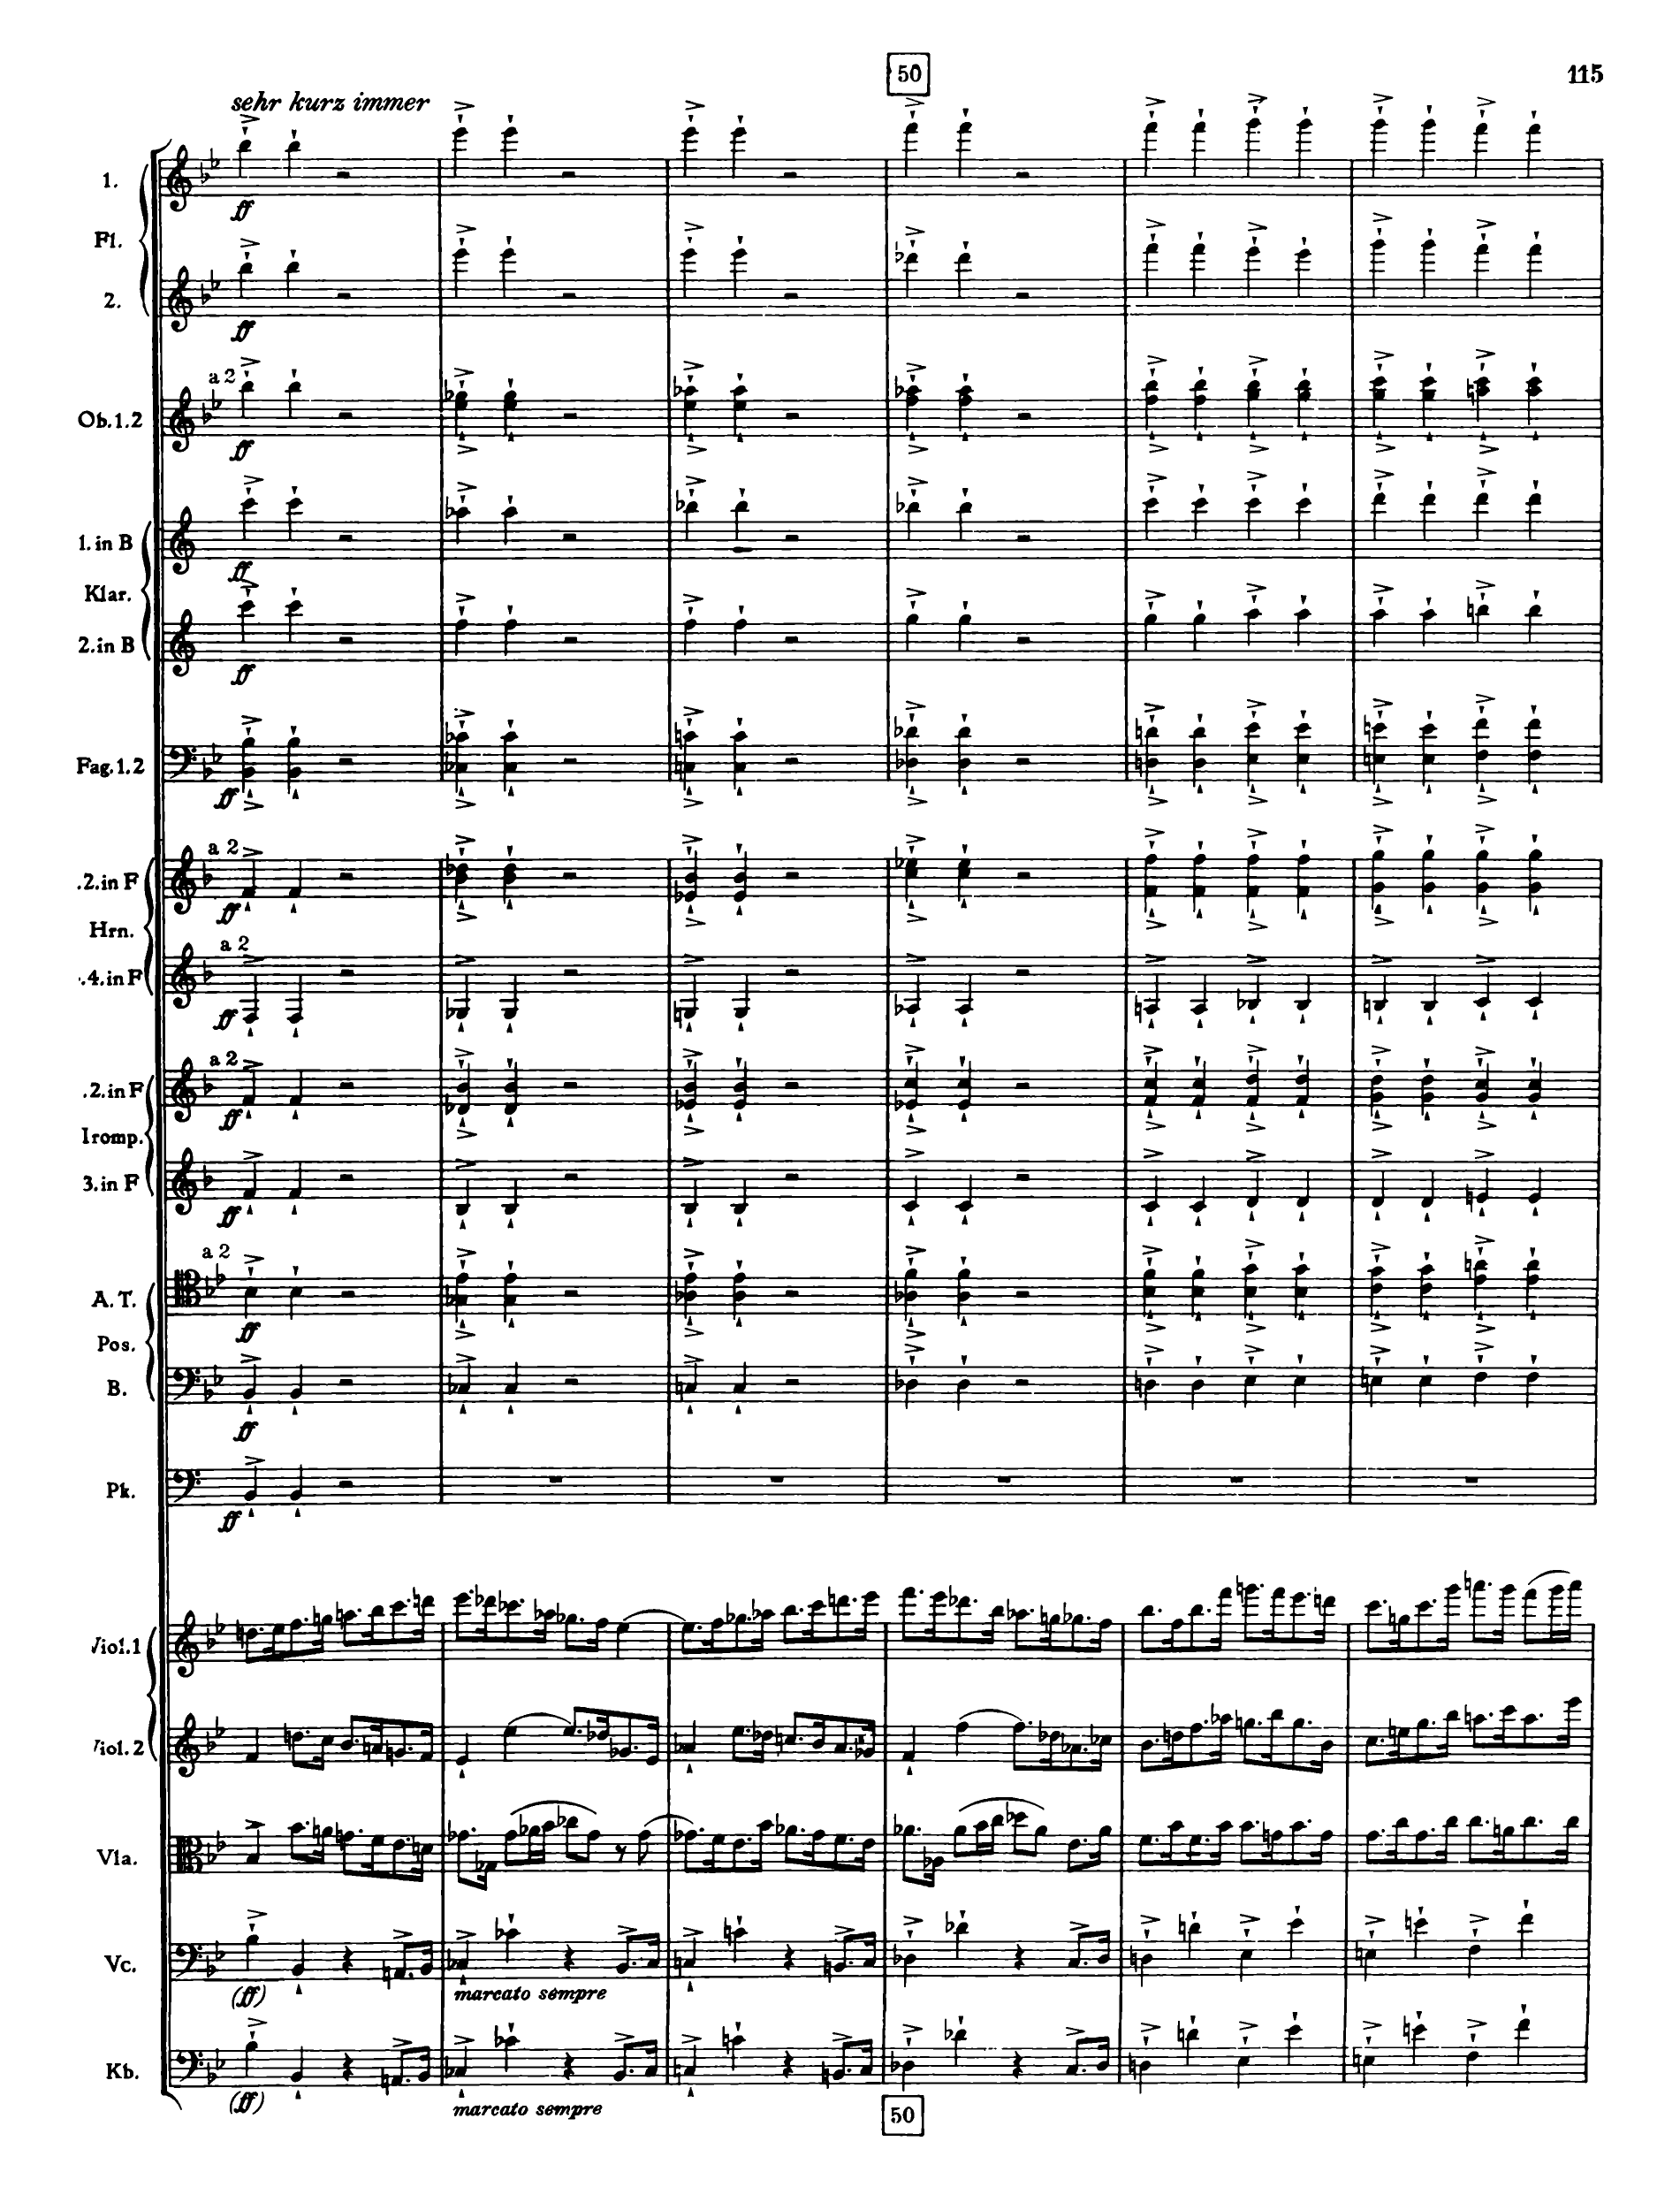 50
115
sehr kurz immer
1.
ff
Fl.
2.
ff
a 2
Ob.1.2
ff
1. in B
ff
Klar.
2. in B
ff
Fag.1.2
ff
a 2
.2. in F
ff
Hrn.
a 2
.4. in F
ff
a 2
.2. in F
ff
Tromp.
3. in F
ff
a 2
A. T.
ff
Pos.
B.
ff
Pk.
ff
Viol.1
Viol. 2
Vla.
Vc.
(ff)
marcato sempre
Kb.
(ff)
marcato sempre
50